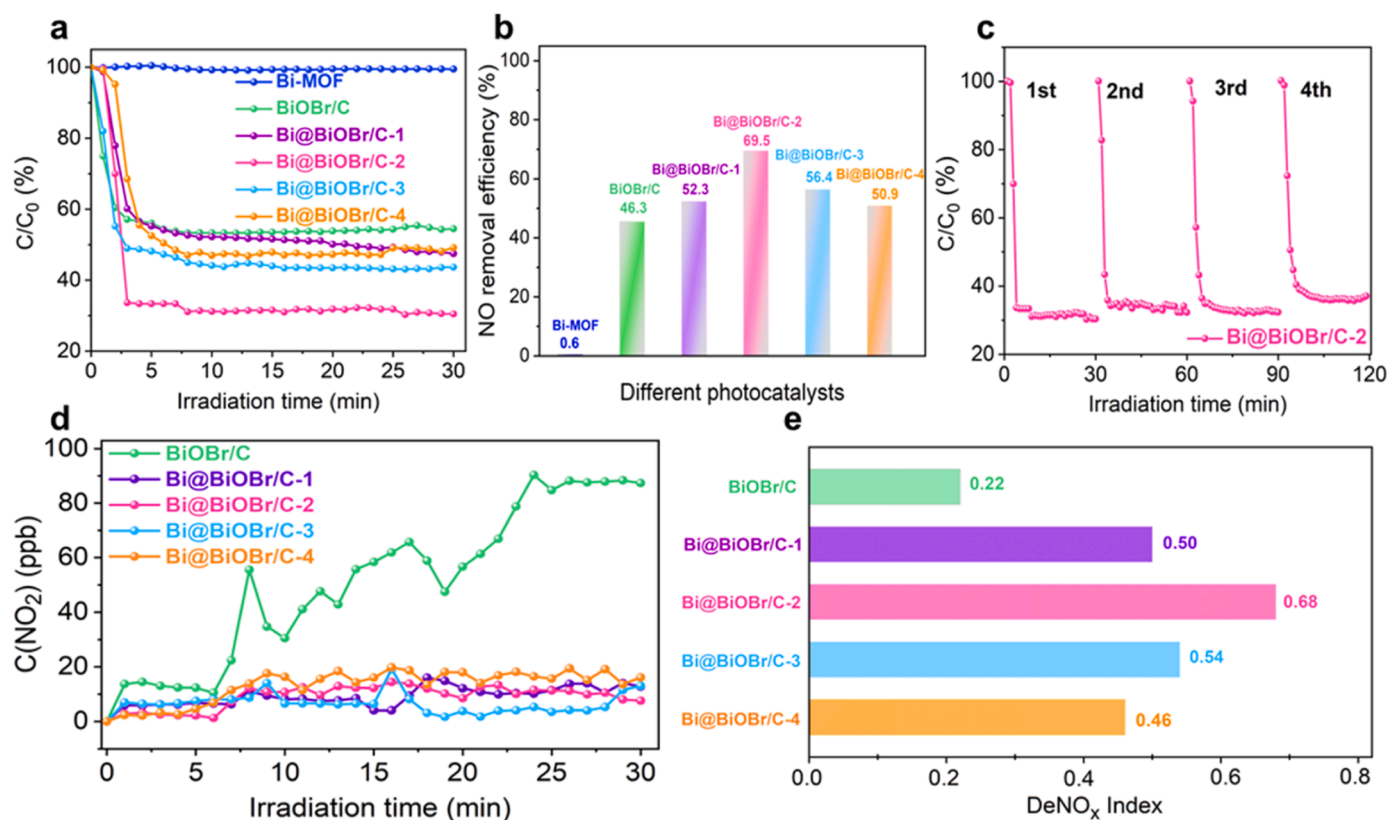 a
C/C0 (%)
100
80
60
40
20
Bi-MOF
BiOBr/C
Bi@BiOBr/C-1
Bi@BiOBr/C-2
Bi@BiOBr/C-3
Bi@BiOBr/C-4
0 5 10 15 20 25 30
Irradiation time (min)
b
NO removal efficiency (%)
100
80
60
40
20
0
Bi-MOF
0.6
BiOBr/C
46.3
Bi@BiOBr/C-1
52.3
Bi@BiOBr/C-2
69.5
Bi@BiOBr/C-3
56.4
Bi@BiOBr/C-4
50.9
Different photocatalysts
c
C/C0 (%)
100
80
60
40
20
1st 2nd 3rd 4th
Bi@BiOBr/C-2
0 30 60 90 120
Irradiation time (min)
d
C(NO2) (ppb)
100
80
60
40
20
0
BiOBr/C
Bi@BiOBr/C-1
Bi@BiOBr/C-2
Bi@BiOBr/C-3
Bi@BiOBr/C-4
0 5 10 15 20 25 30
Irradiation time (min)
e
BiOBr/C 0.22
Bi@BiOBr/C-1 0.50
Bi@BiOBr/C-2 0.68
Bi@BiOBr/C-3 0.54
Bi@BiOBr/C-4 0.46
0.0 0.2 0.4 0.6 0.8
DeNOx Index